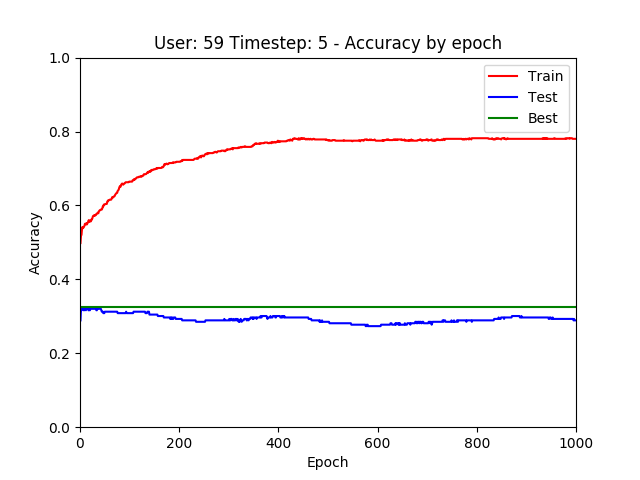 User: 59 Timestep: 5 - Accuracy by epoch
1.0
0.8
0.6
0.4
0.2
0.0
Accuracy
Train
Test
Best
0 200 400 600 800 1000
Epoch